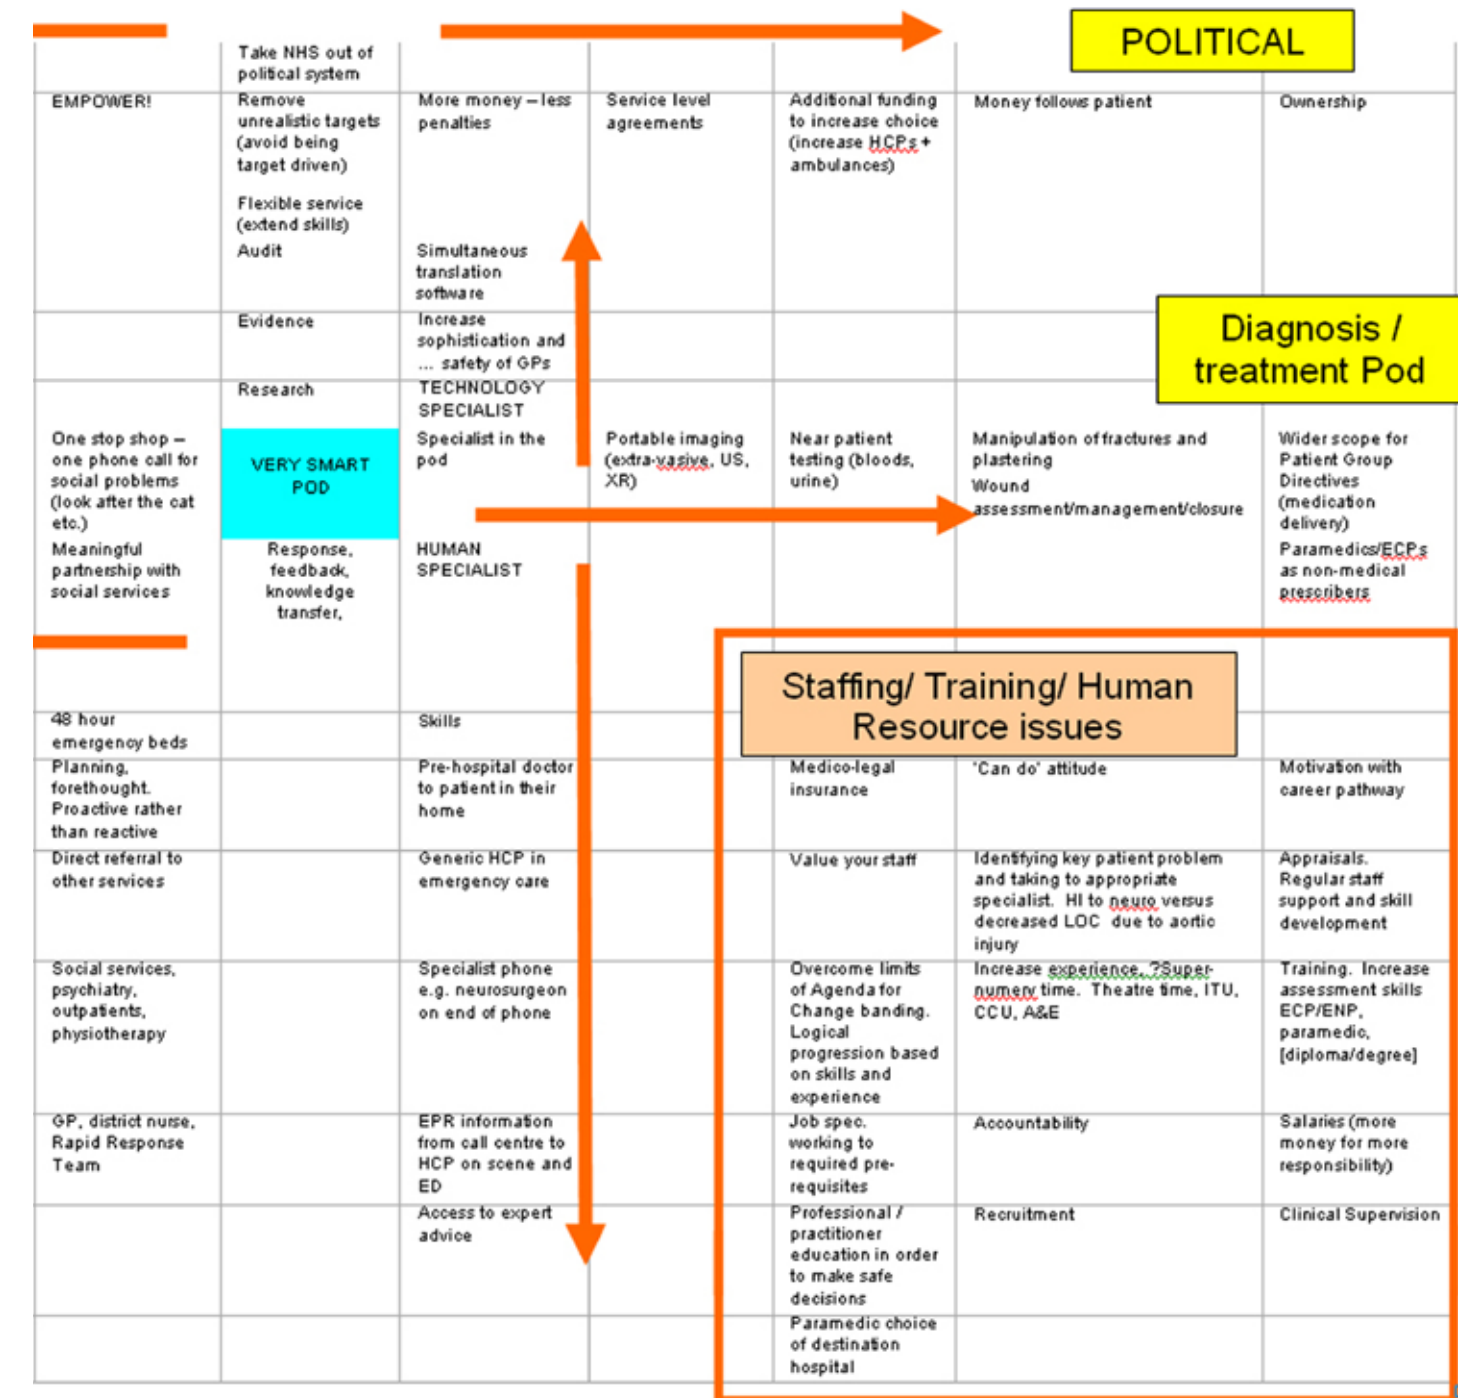 POLITICAL
Take NHS out of
political system
EMPOWER!
Remove
unrealistic targets
(avoid being
target driven)
Flexible service
(extend skills)
Audit
More money – less
penalties
Simultaneous
translation
software
Service level
agreements
Additional funding
to increase choice
(increase HCPs +
ambulances)
Money follows patient
Ownership
Evidence
Increase
sophistication and
... safety of GPs
Diagnosis /
treatment Pod
Research
TECHNOLOGY
SPECIALIST
One stop shop –
one phone call for
social problems
(look after the cat
etc.)
VERY SMART
POD
Specialist in the
pod
Portable imaging
(extra-vasive, US,
XR)
Near patient
testing (bloods,
urine)
Manipulation of fractures and
plastering
Wound
assessment/management/closure
Wider scope for
Patient Group
Directives
(medication
delivery)
Meaningful
partnership with
social services
Response,
feedback,
knowledge
transfer,
HUMAN
SPECIALIST
Paramedics/ECPs
as non-medical
prescribers
Staffing/ Training/ Human
Resource issues
48 hour
emergency beds
Skills
Planning,
forethought.
Proactive rather
than reactive
Pre-hospital doctor
to patient in their
home
Medico-legal
insurance
'Can do' attitude
Motivation with
career pathway
Direct referral to
other services
Generic HCP in
emergency care
Value your staff
Identifying key patient problem
and taking to appropriate
specialist. HI to neuro versus
decreased LOC due to aortic
injury
Appraisals.
Regular staff
support and skill
development
Social services,
psychiatry,
outpatients,
physiotherapy
Specialist phone
e.g. neurosurgeon
on end of phone
Overcome limits
of Agenda for
Change banding.
Logical
progression based
on skills and
experience
Increase experience, ?Super-
numery time. Theatre time, ITU,
CCU, A&E
Training. Increase
assessment skills
ECP/ENP,
paramedic,
[diploma/degree]
GP, district nurse,
Rapid Response
Team
EPR information
from call centre to
HCP on scene and
ED
Job spec.
working to
required pre-
requisites
Accountability
Salaries (more
money for more
responsibility)
Access to expert
advice
Professional /
practitioner
education in order
to make safe
decisions
Recruitment
Clinical Supervision
Paramedic choice
of destination
hospital